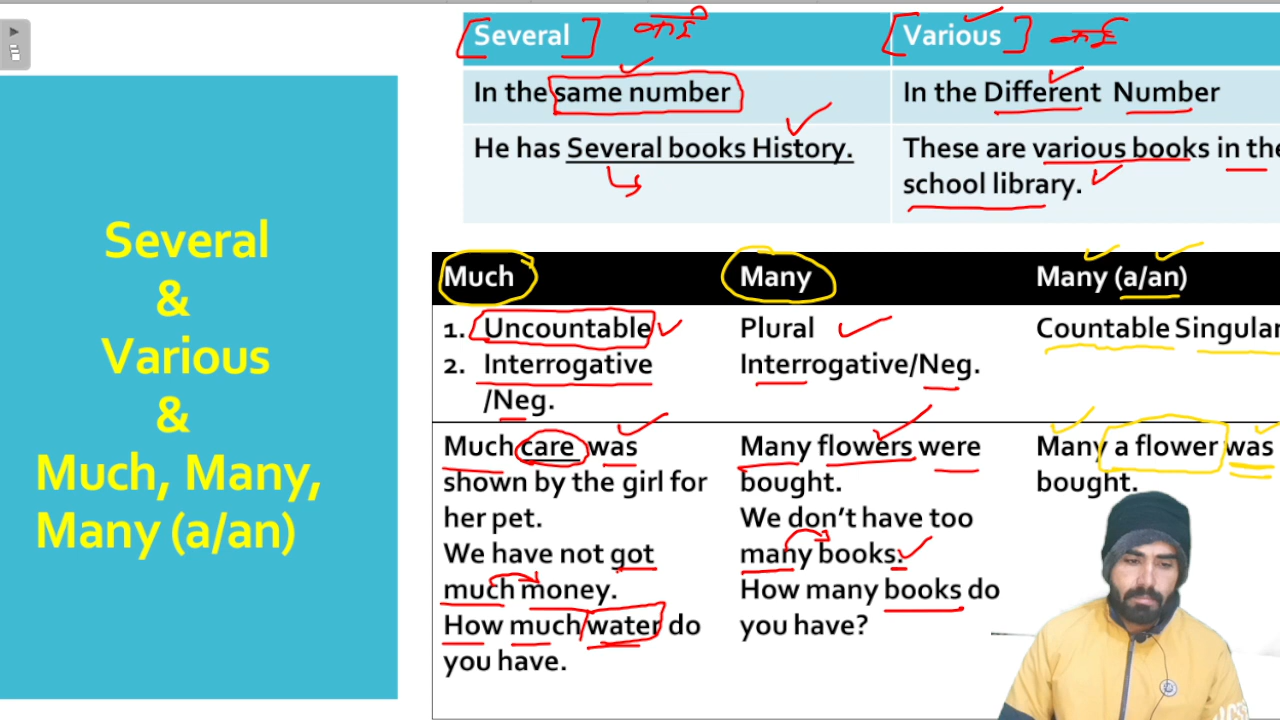 Several
Various
In the same number
In the Different Number
He has Several books History.
These are various books in the
school library.
Several
&
Various
&
Much, Many,
Many (a/an)
Much
Many
Many (a/an)
1. Uncountable
2. Interrogative
/Neg.
Plural
Interrogative/Neg.
Countable Singular
Much care was
shown by the girl for
her pet.
We have not got
much money.
How much water do
you have.
Many flowers were
bought.
We don’t have too
many books.
How many books do
you have?
Many a flower was
bought.